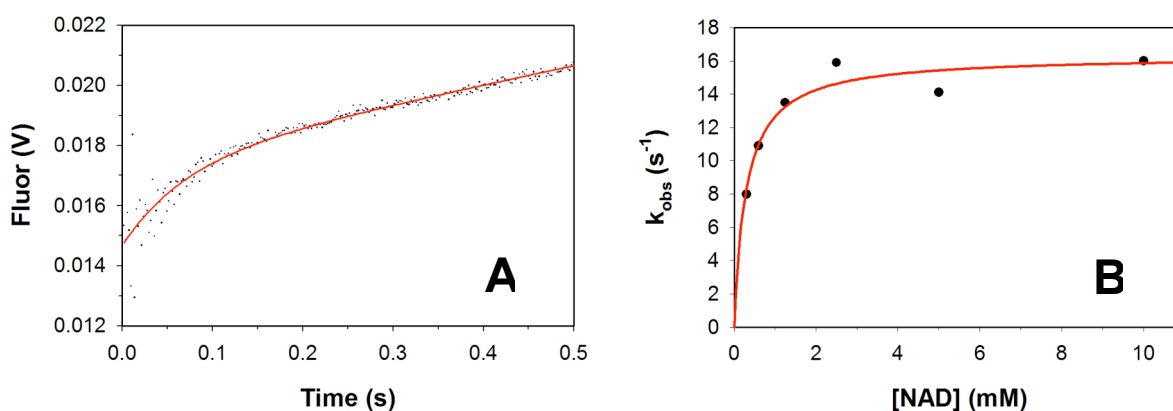 0.022
0.020
0.018
0.016
0.014
0.012
Fluor (V)
0.0 0.1 0.2 0.3 0.4 0.5
Time (s)
A
18
16
14
12
10
8
6
4
2
0
k_obs (s⁻¹)
0 2 4 6 8 10
[NAD] (mM)
B